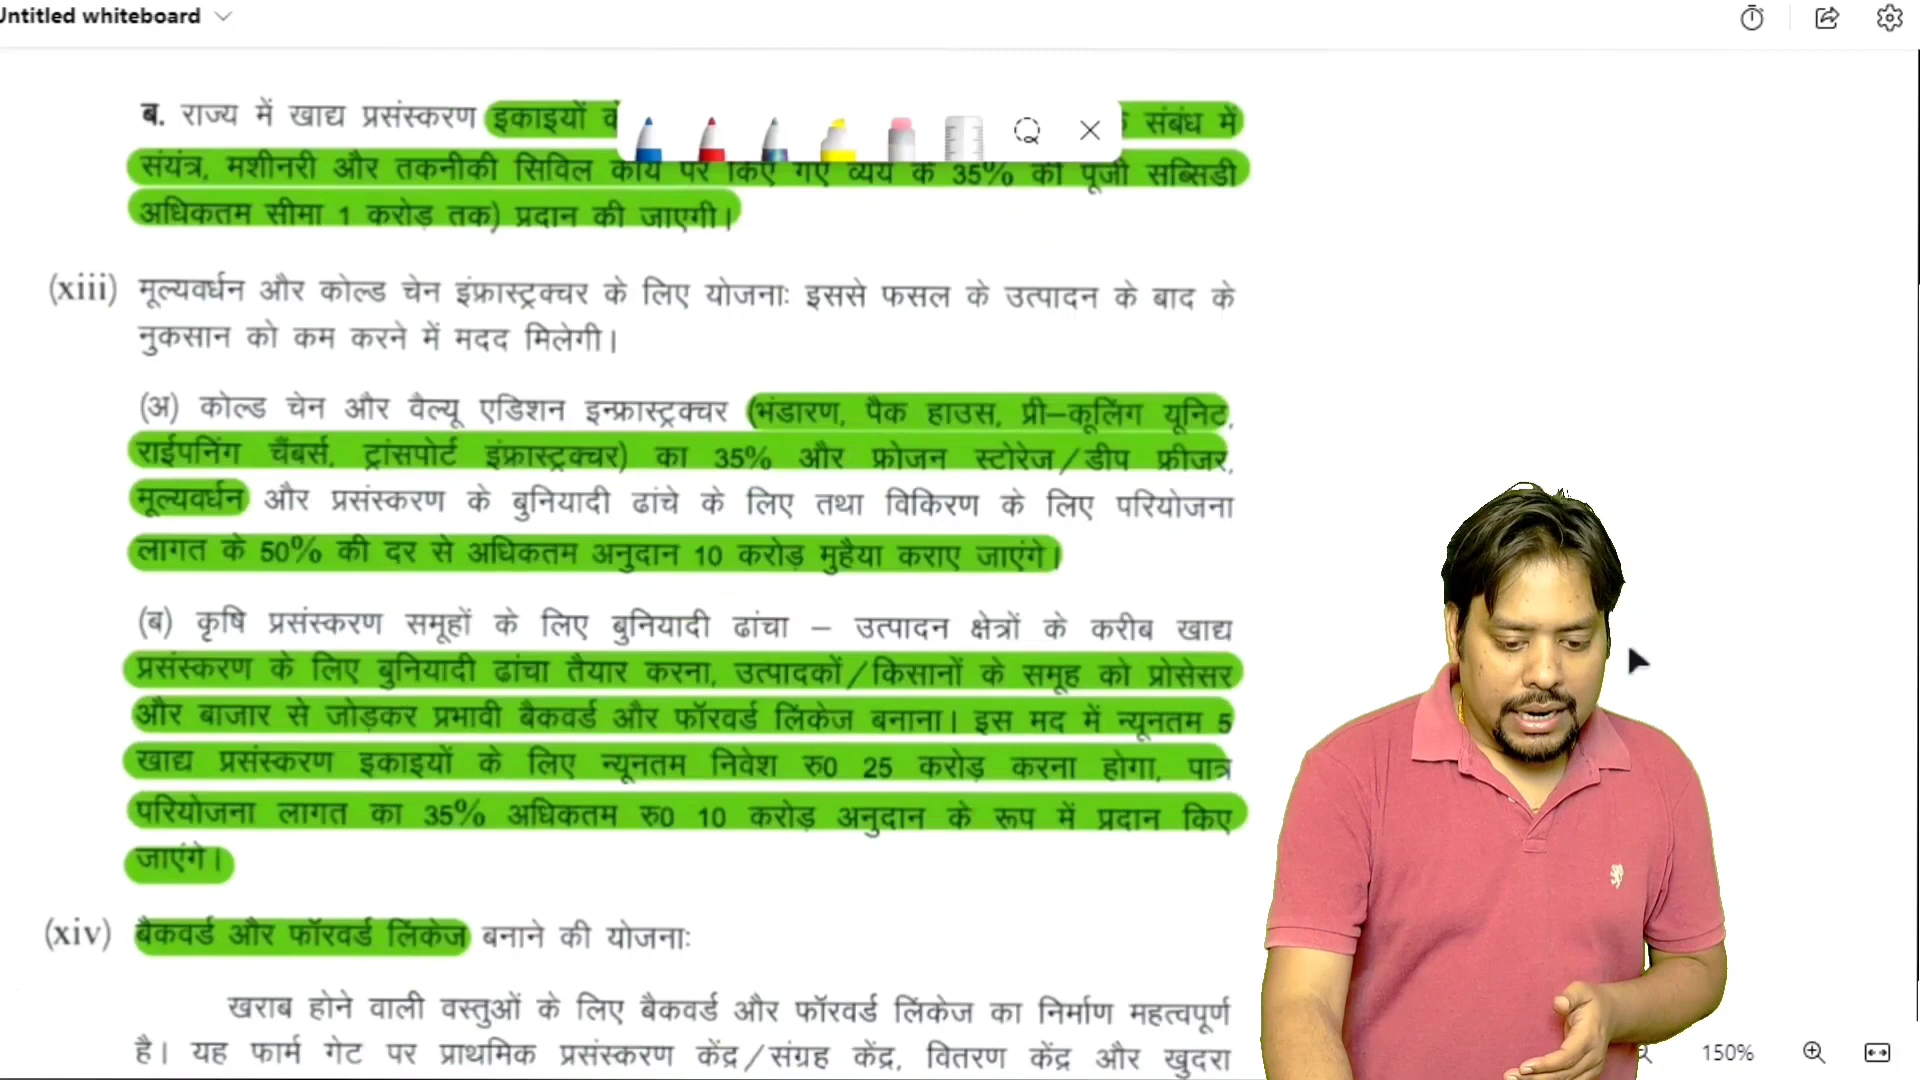 Untitled whiteboard
ब. राज्य में खाद्य प्रसंस्करण इकाइयों संबंध में
संयंत्र, मशीनरी और तकनीकी सिविल कार्य पर किए गए व्यय के 35% की पूंजी सब्सिडी
अधिकतम सीमा 1 करोड़ तक) प्रदान की जाएगी।
(xiii) मूल्यवर्धन और कोल्ड चेन इंफ्रास्ट्रक्चर के लिए योजनाः इससे फसल के उत्पादन के बाद के
नुकसान को कम करने में मदद मिलेगी।
(अ) कोल्ड चेन और वैल्यू एडिशन इन्फ्रास्ट्रक्चर (भंडारण, पैक हाउस, प्री–कूलिंग यूनिट,
राईपनिंग चैंबर्स, ट्रांसपोर्ट इंफ्रास्ट्रक्चर) का 35% और फ्रोजन स्टोरेज/डीप फ्रीजर,
मूल्यवर्धन और प्रसंस्करण के बुनियादी ढांचे के लिए तथा विकिरण के लिए परियोजना
लागत के 50% की दर से अधिकतम अनुदान 10 करोड़ मुहैया कराए जाएंगे।
(ब) कृषि प्रसंस्करण समूहों के लिए बुनियादी ढांचा – उत्पादन क्षेत्रों के करीब खाद्य
प्रसंस्करण के लिए बुनियादी ढांचा तैयार करना, उत्पादकों/किसानों के समूह को प्रोसेसर
और बाजार से जोड़कर प्रभावी बैकवर्ड और फॉरवर्ड लिंकेज बनाना। इस मद में न्यूनतम 5
खाद्य प्रसंस्करण इकाइयों के लिए न्यूनतम निवेश रु0 25 करोड़ करना होगा, पात्र
परियोजना लागत का 35% अधिकतम रु0 10 करोड़ अनुदान के रूप में प्रदान किए
जाएंगे।
(xiv) बैकवर्ड और फॉरवर्ड लिंकेज बनाने की योजनाः
खराब होने वाली वस्तुओं के लिए बैकवर्ड और फॉरवर्ड लिंकेज का निर्माण महत्वपूर्ण
है। यह फार्म गेट पर प्राथमिक प्रसंस्करण केंद्र/संग्रह केंद्र, वितरण केंद्र और खुदरा
150%